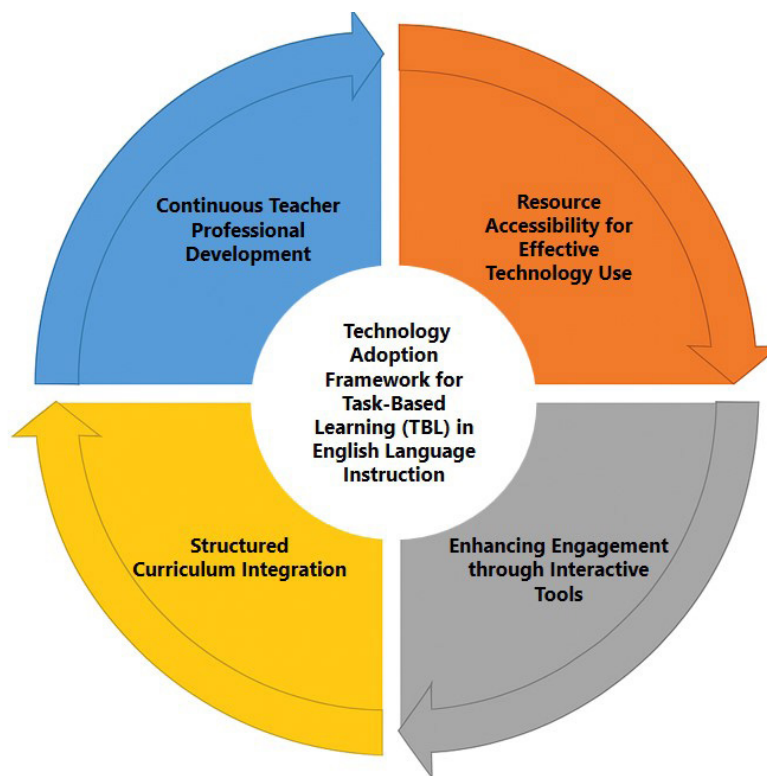 Continuous Teacher
Professional
Development
Resource
Accessibility for
Effective
Technology Use
Technology
Adoption
Framework for
Task-Based
Learning (TBL) in
English Language
Instruction
Structured
Curriculum Integration
Enhancing Engagement
through Interactive
Tools